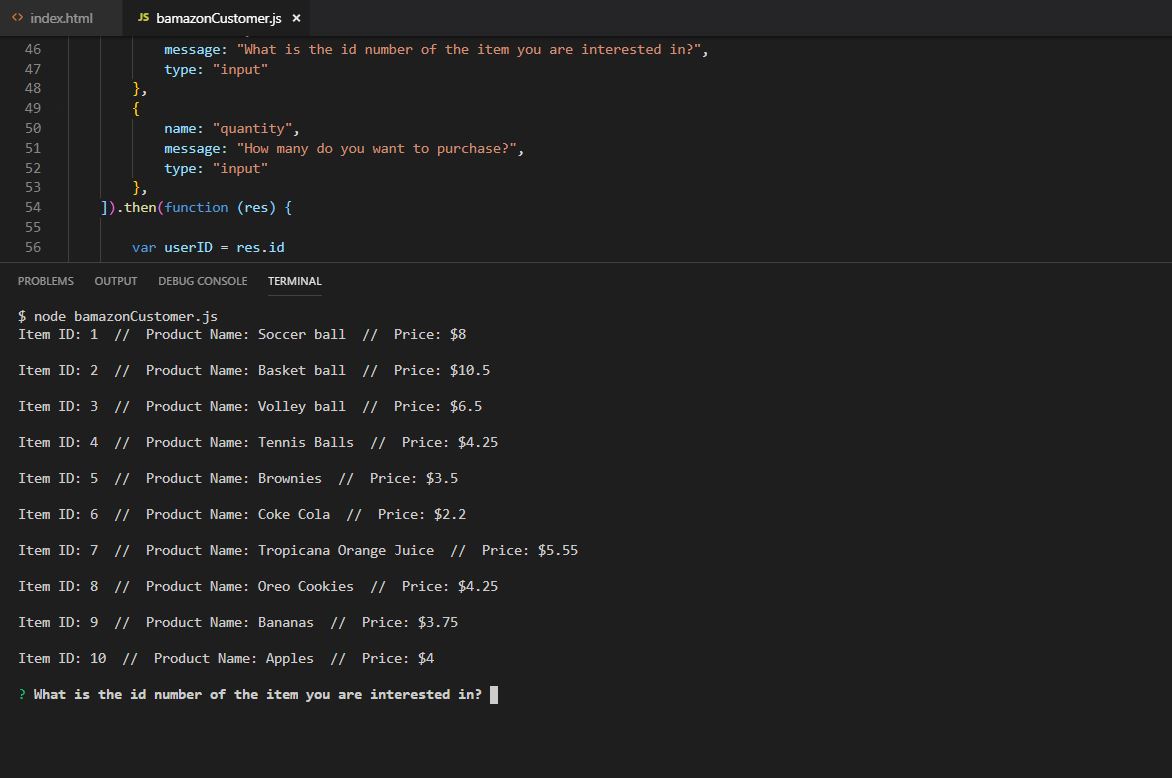 <> index.html JS bamazonCustomer.js ×
46 message: "What is the id number of the item you are interested in?",
47 type: "input"
48 },
49 {
50 name: "quantity",
51 message: "How many do you want to purchase?",
52 type: "input"
53 },
54 ]).then(function (res) {
55
56 var userID = res.id
PROBLEMS OUTPUT DEBUG CONSOLE TERMINAL
$ node bamazonCustomer.js
Item ID: 1  //  Product Name: Soccer ball  //  Price: $8
Item ID: 2  //  Product Name: Basket ball  //  Price: $10.5
Item ID: 3  //  Product Name: Volley ball  //  Price: $6.5
Item ID: 4  //  Product Name: Tennis Balls  //  Price: $4.25
Item ID: 5  //  Product Name: Brownies  //  Price: $3.5
Item ID: 6  //  Product Name: Coke Cola  //  Price: $2.2
Item ID: 7  //  Product Name: Tropicana Orange Juice  //  Price: $5.55
Item ID: 8  //  Product Name: Oreo Cookies  //  Price: $4.25
Item ID: 9  //  Product Name: Bananas  //  Price: $3.75
Item ID: 10  //  Product Name: Apples  //  Price: $4
? What is the id number of the item you are interested in?